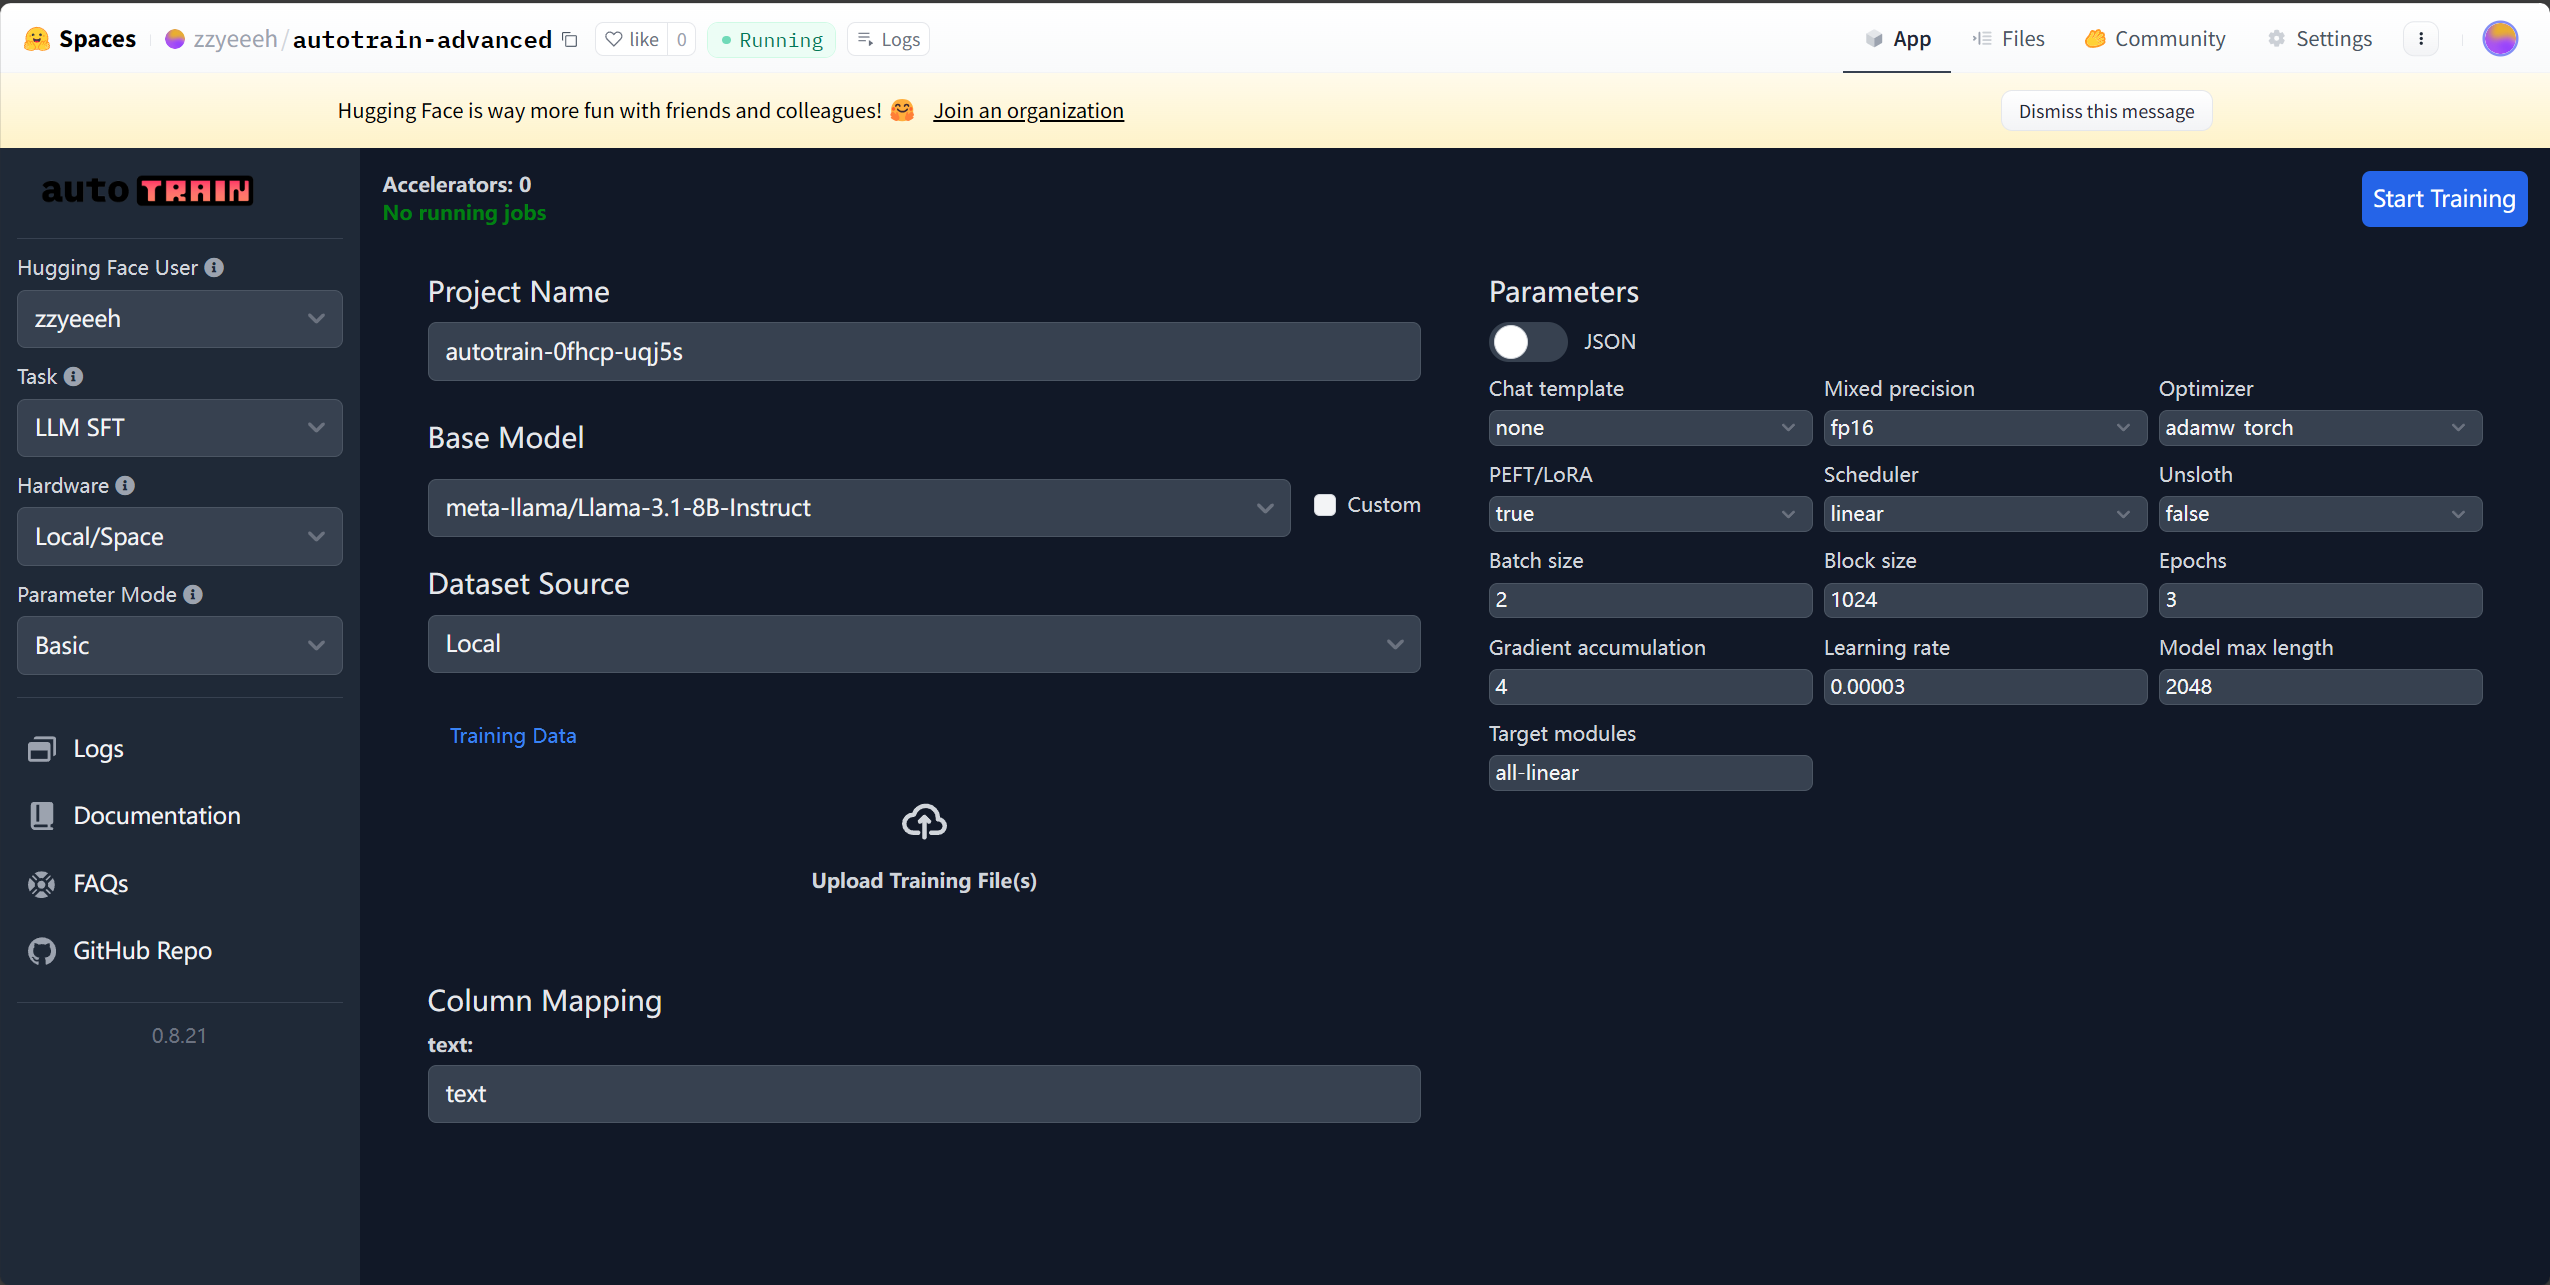 Spaces
zzyeeeh/autotrain-advanced
like 0
Running
Logs
App
Files
Community
Settings
Hugging Face is way more fun with friends and colleagues! 🤗 Join an organization
Dismiss this message
auto TRAIN
Hugging Face User
zzyeeeh
Task
LLM SFT
Hardware
Local/Space
Parameter Mode
Basic
Logs
Documentation
FAQs
GitHub Repo
0.8.21
Accelerators: 0
No running jobs
Start Training
Project Name
autotrain-0fhcp-uqj5s
Base Model
meta-llama/Llama-3.1-8B-Instruct
Custom
Dataset Source
Local
Training Data
Upload Training File(s)
Column Mapping
text:
text
Parameters
JSON
Chat template
none
Mixed precision
fp16
Optimizer
adamw_torch
PEFT/LoRA
true
Scheduler
linear
Unsloth
false
Batch size
2
Block size
1024
Epochs
3
Gradient accumulation
4
Learning rate
0.00003
Model max length
2048
Target modules
all-linear